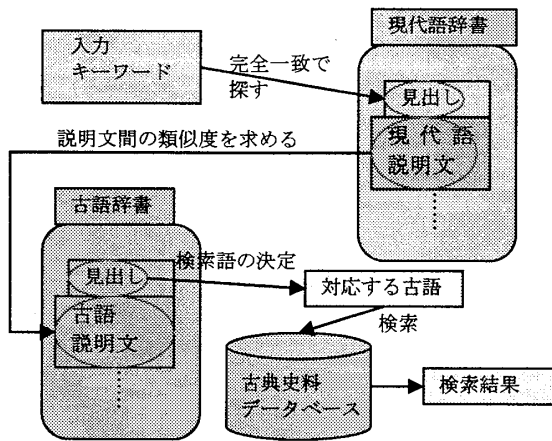 現代語辞書
入力
キーワード
完全一致で
探す
見出し
現代語
説明文
説明文間の類似度を求める
古語辞書
見出し
古語
説明文
検索語の決定
対応する古語
検索
古典史料
データベース
検索結果